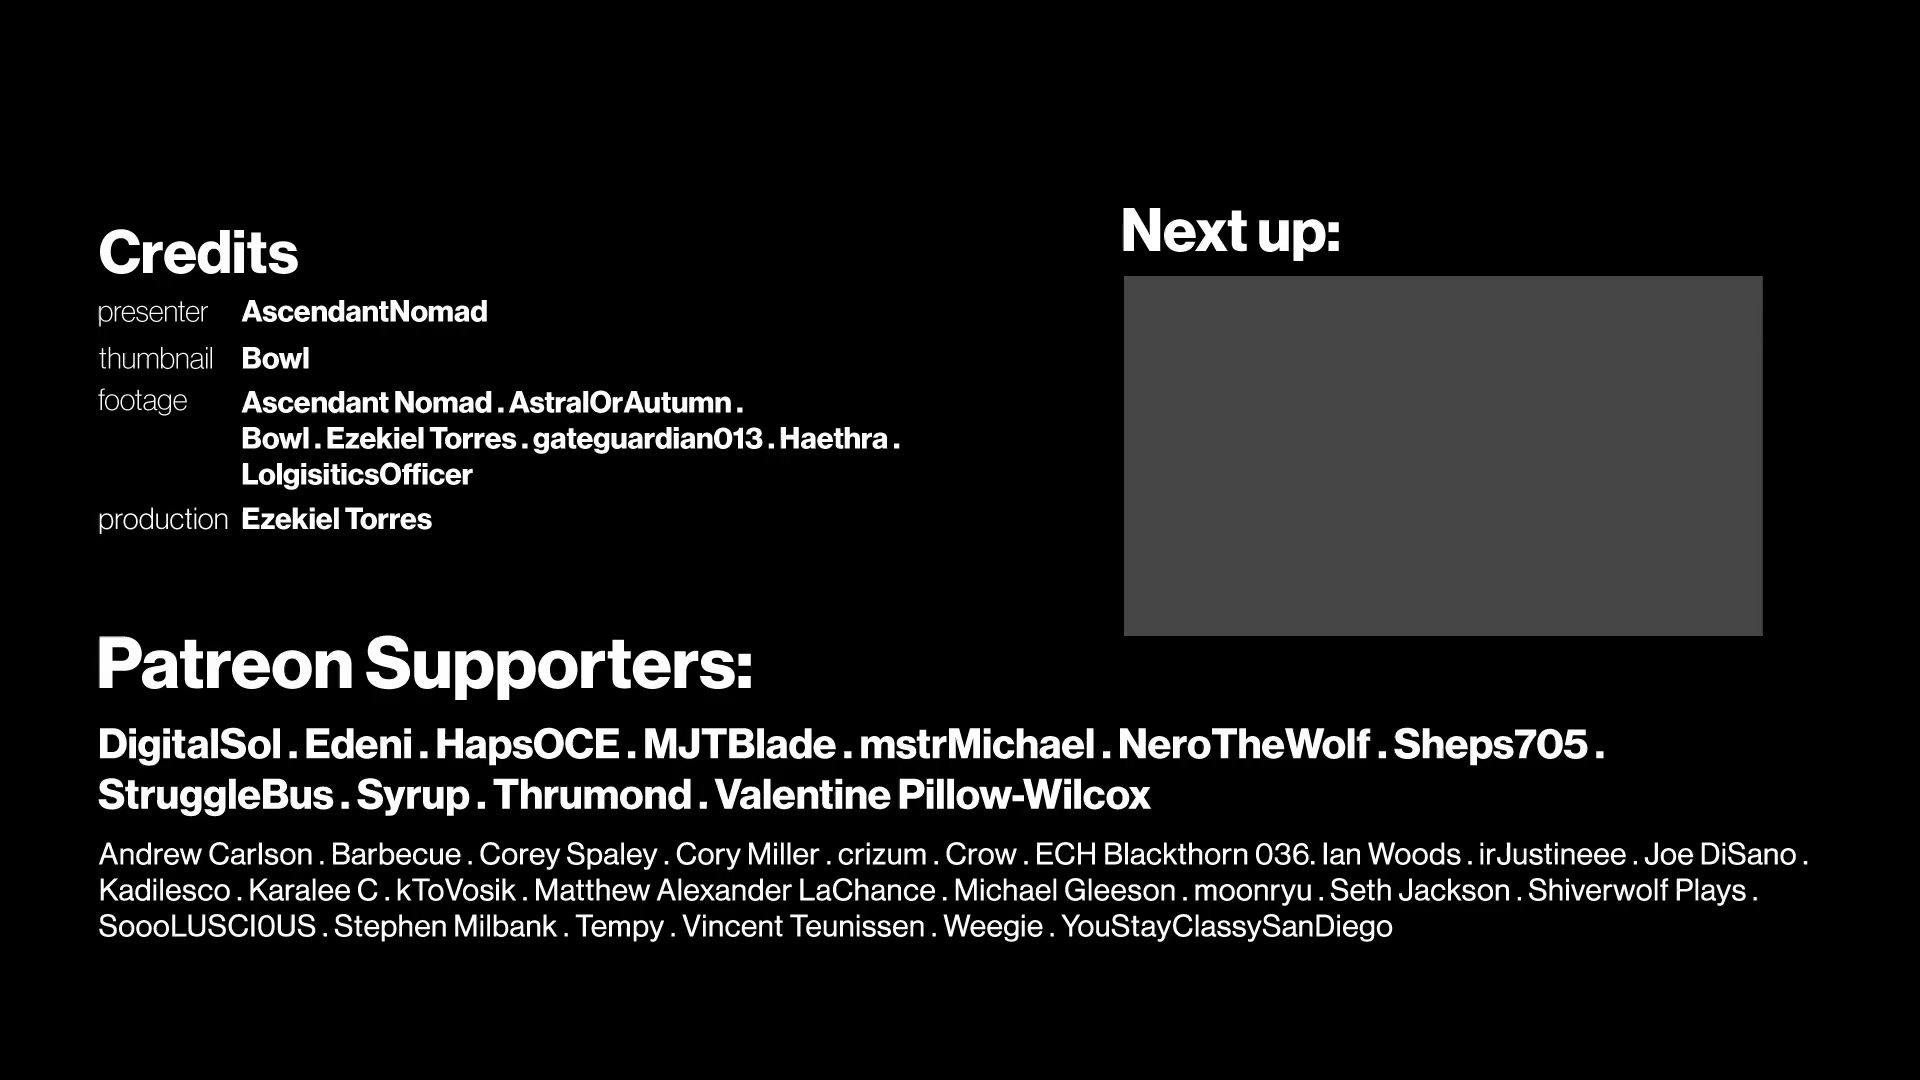 Credits
presenter AscendantNomad
thumbnail Bowl
footage Ascendant Nomad . AstralOrAutumn .
Bowl . Ezekiel Torres . gateguardian013 . Haethra .
LolgisiticsOfficer
production Ezekiel Torres
Next up:
Patreon Supporters:
DigitalSol . Edeni . HapsOCE . MJTBlade . mstrMichael . NeroTheWolf . Sheps705 .
StruggleBus . Syrup . Thrumond . Valentine Pillow-Wilcox
Andrew Carlson . Barbecue . Corey Spaley . Cory Miller . crizum . Crow . ECH Blackthorn 036. Ian Woods . irJustineee . Joe DiSano .
Kadilesco . Karalee C . kToVosik . Matthew Alexander LaChance . Michael Gleeson . moonryu . Seth Jackson . Shiverwolf Plays .
SoooLUSCI0US . Stephen Milbank . Tempy . Vincent Teunissen . Weegie . YouStayClassySanDiego